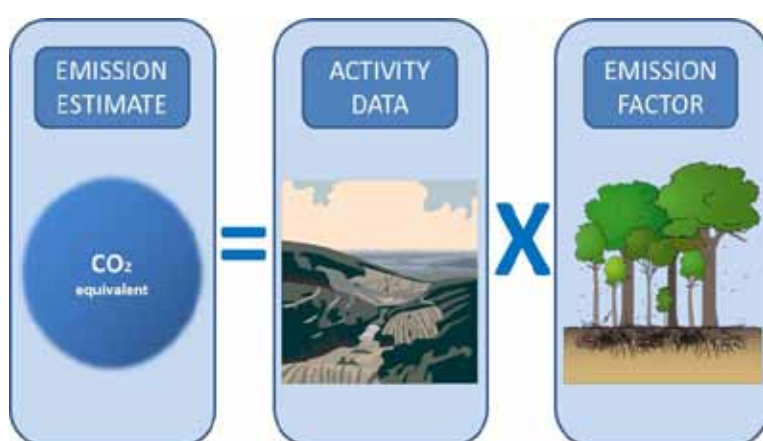 EMISSION
ESTIMATE
CO₂
equivalent
=
ACTIVITY
DATA
X
EMISSION
FACTOR